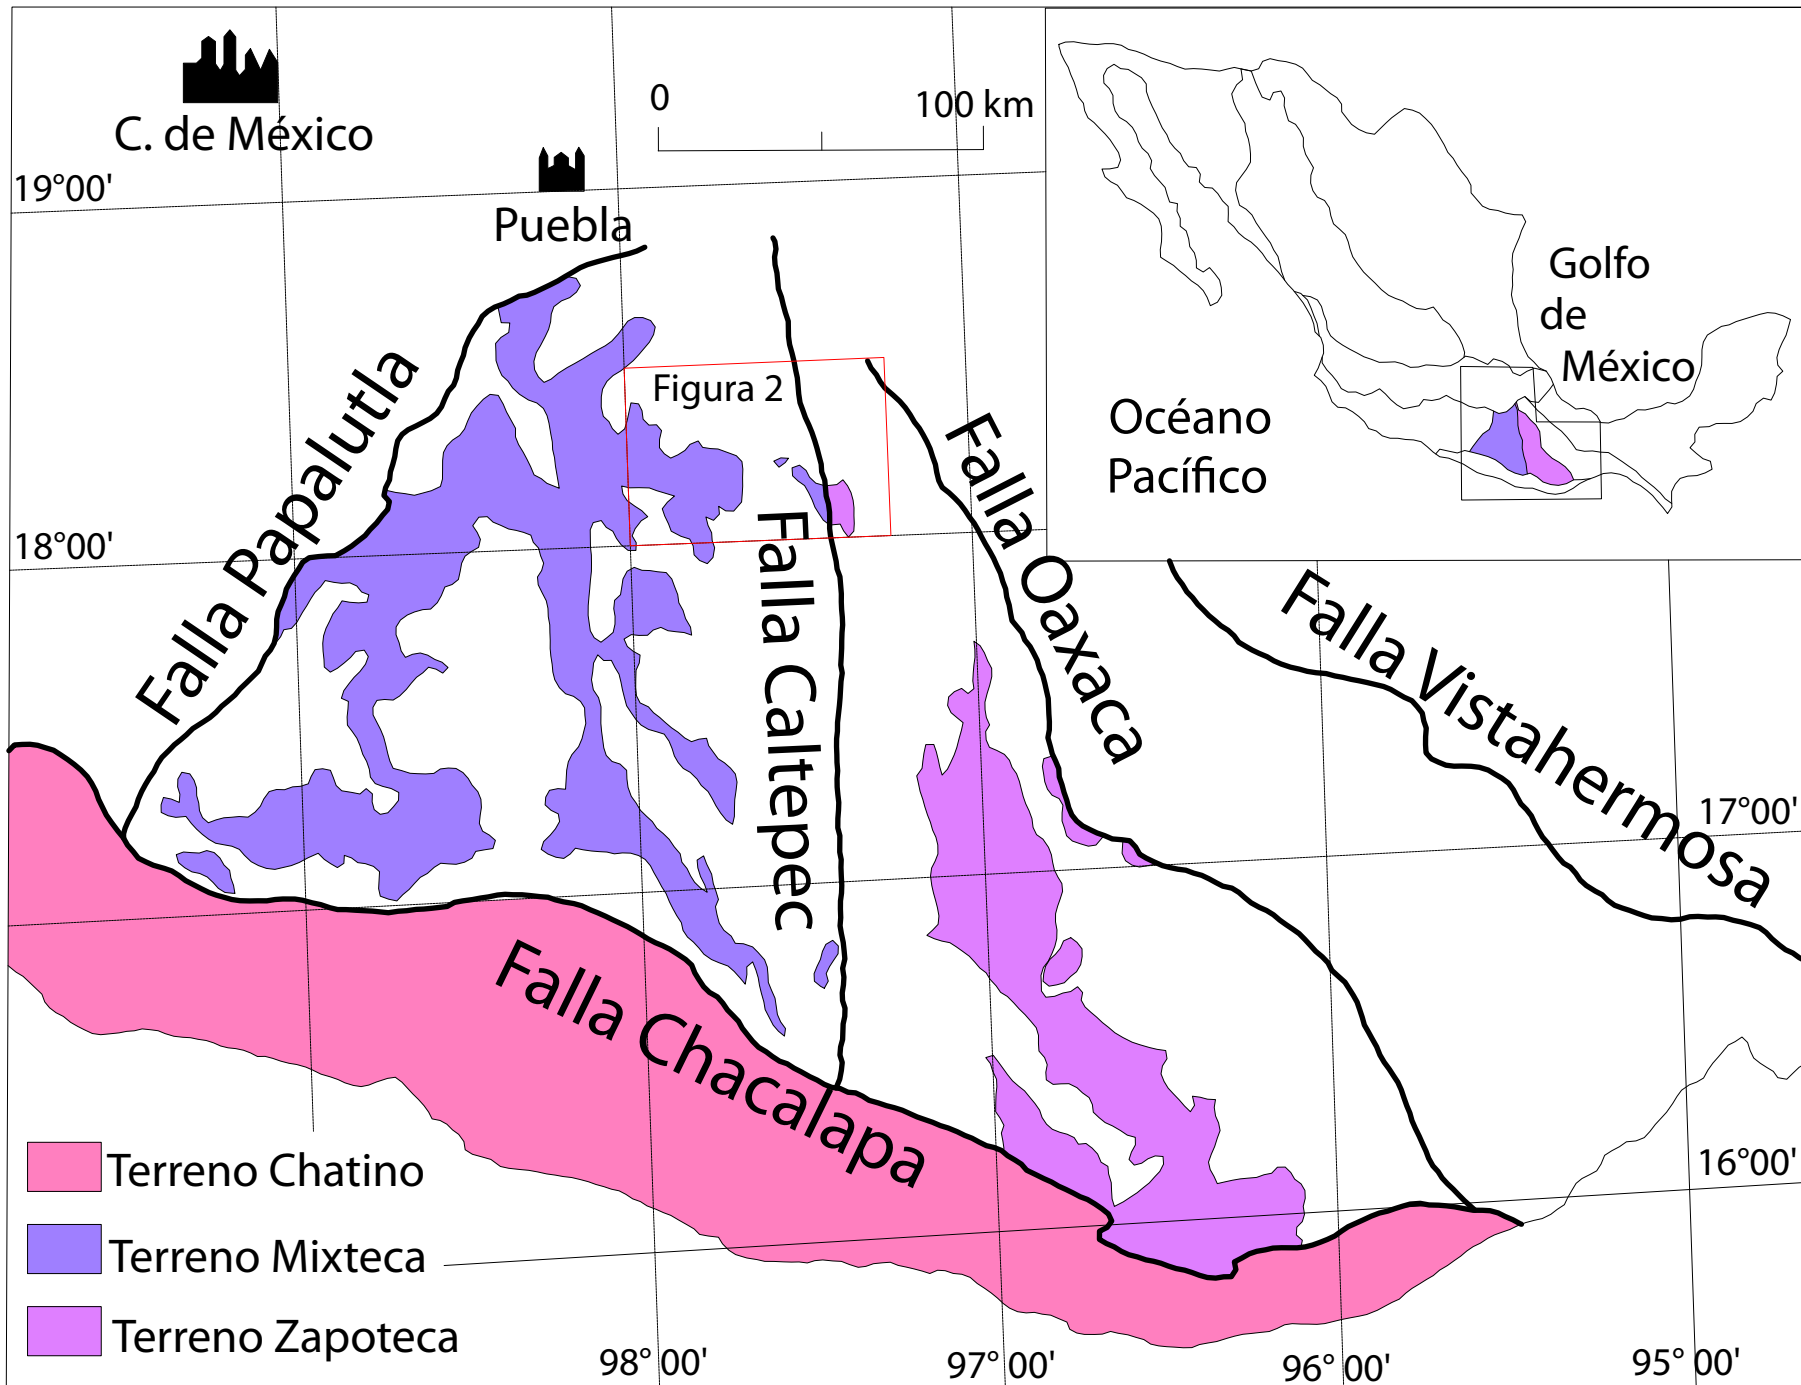 C. de México
0
100 km
19°00'
Puebla
Golfo
de
México
Océano
Pacífico
Figura 2
Falla Papalutla
Falla Caltepec
Falla Oaxaca
Falla Vistahermosa
Falla Chacalapa
18°00'
17°00'
16°00'
Terreno Chatino
Terreno Mixteca
Terreno Zapoteca
98°00'
97°00'
96°00'
95°00'